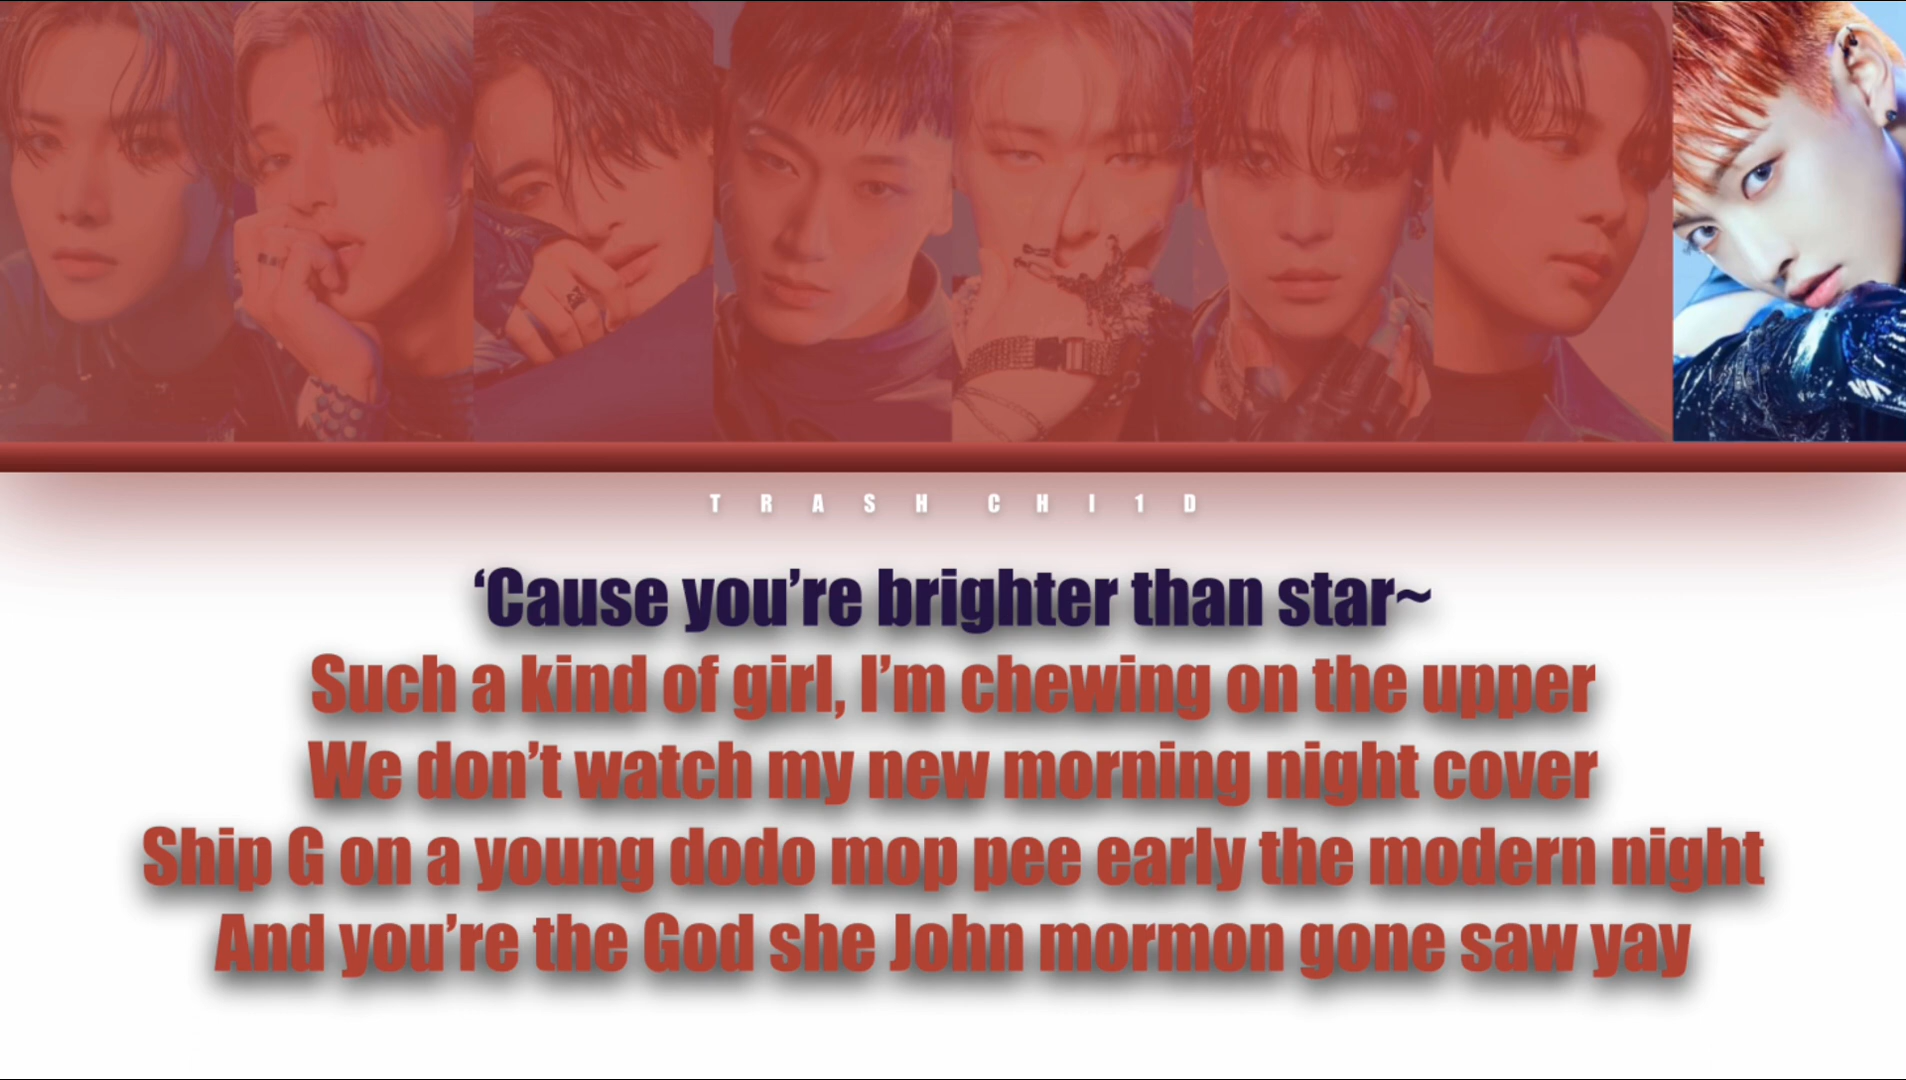 TRASH CHI1D
‘Cause you’re brighter than star~
Such a kind of girl, I’m chewing on the upper
We don’t watch my new morning night cover
Ship G on a young dodo mop pee early the modern night
And you’re the God she John mormon gone saw yay